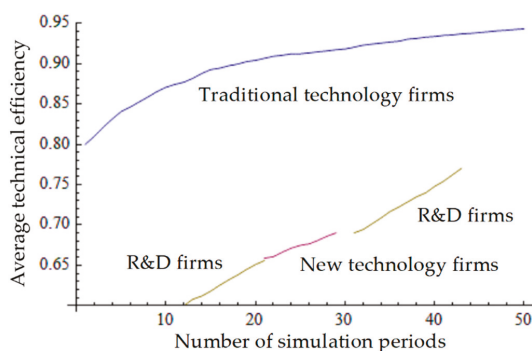 Average technical efficiency
0.95
0.90
0.85
0.80
0.75
0.70
0.65
Traditional technology firms
R&D firms
R&D firms
New technology firms
10
20
30
40
50
Number of simulation periods